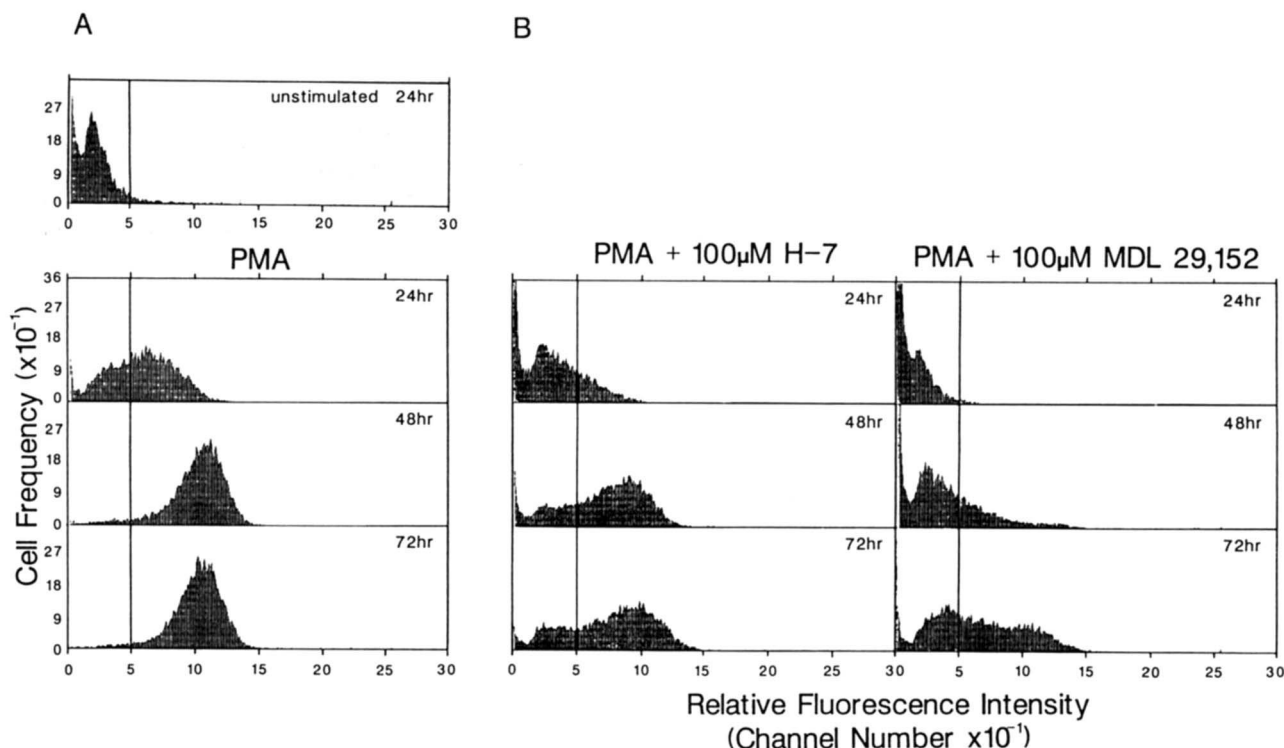 A
B
unstimulated 24hr
27
18
9
0
0 5 10 15 20 25 30
PMA
PMA + 100µM H-7
PMA + 100µM MDL 29,152
36
27
18
9
0
24hr
24hr
24hr
27
18
9
0
48hr
48hr
48hr
27
18
9
0
72hr
72hr
72hr
0 5 10 15 20 25 30
0 5 10 15 20 25 30
5 10 15 20 25 30
Cell Frequency (x10⁻¹)
Relative Fluorescence Intensity
(Channel Number x10⁻¹)